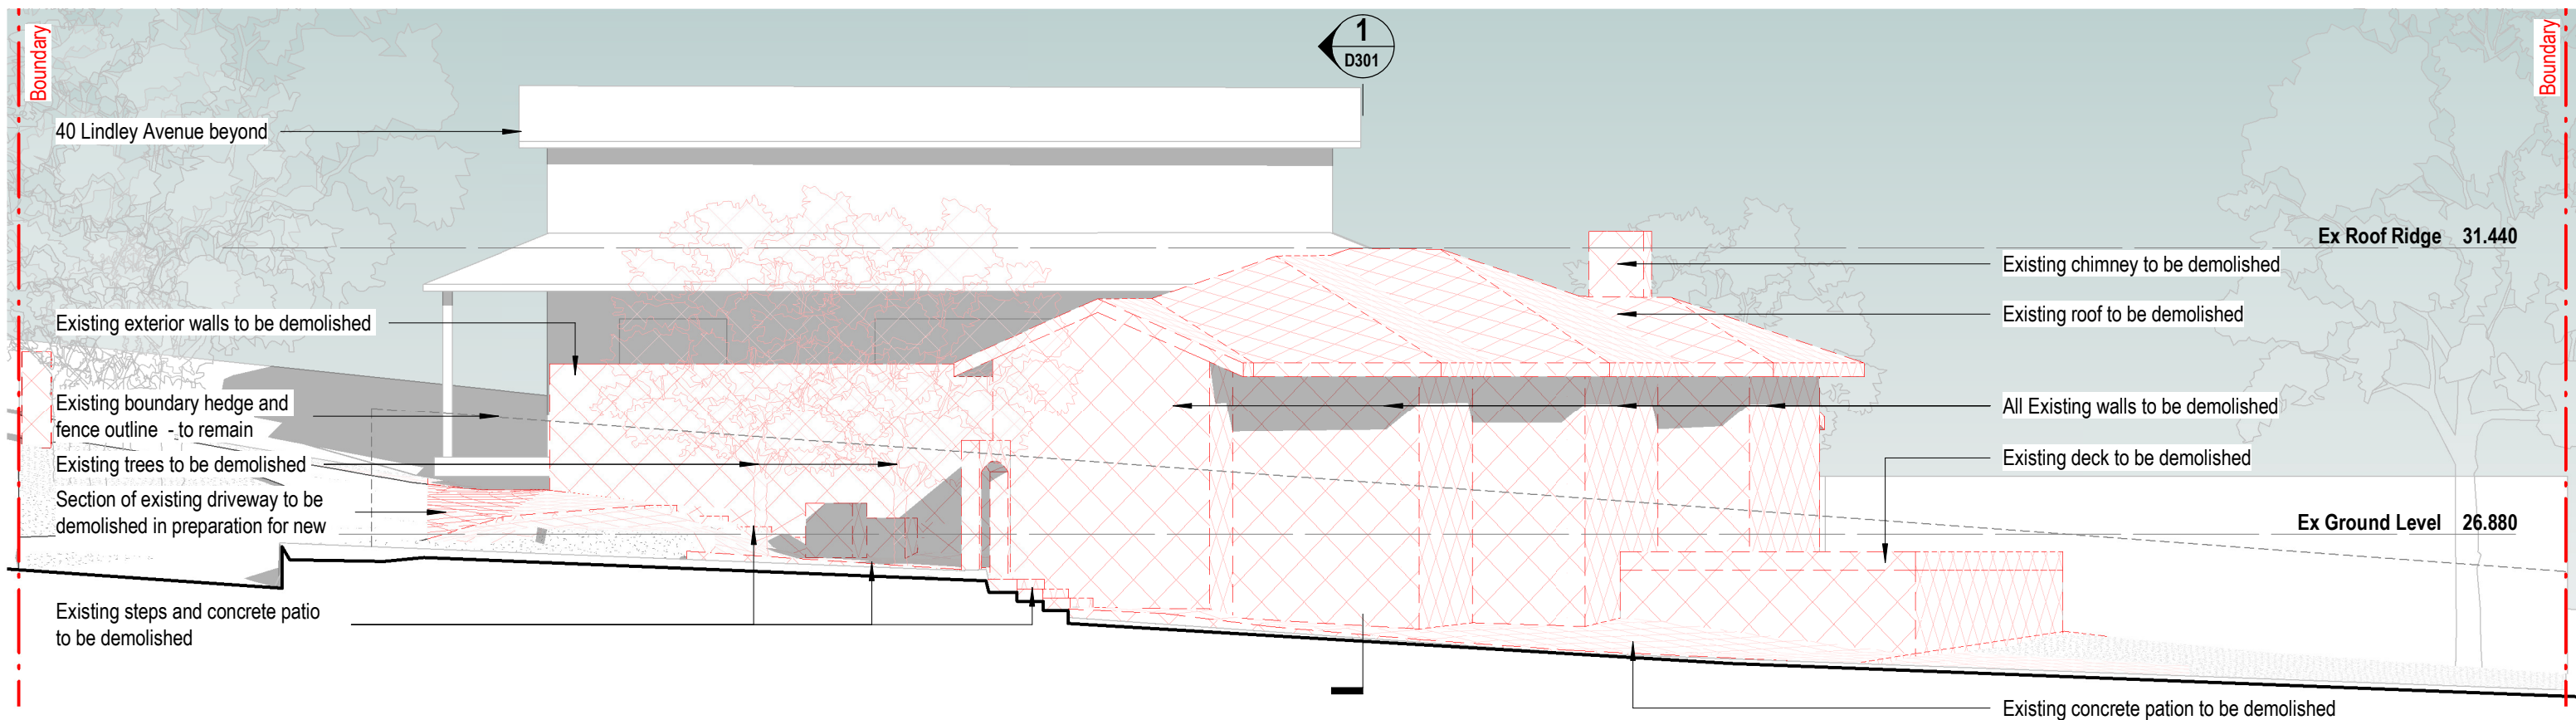 Boundary
1
D301
Boundary
40 Lindley Avenue beyond
Existing exterior walls to be demolished
Existing boundary hedge and
fence outline - to remain
Existing trees to be demolished
Section of existing driveway to be
demolished in preparation for new
Existing steps and concrete patio
to be demolished
Ex Roof Ridge 31.440
Existing chimney to be demolished
Existing roof to be demolished
All Existing walls to be demolished
Existing deck to be demolished
Ex Ground Level 26.880
Existing concrete pation to be demolished